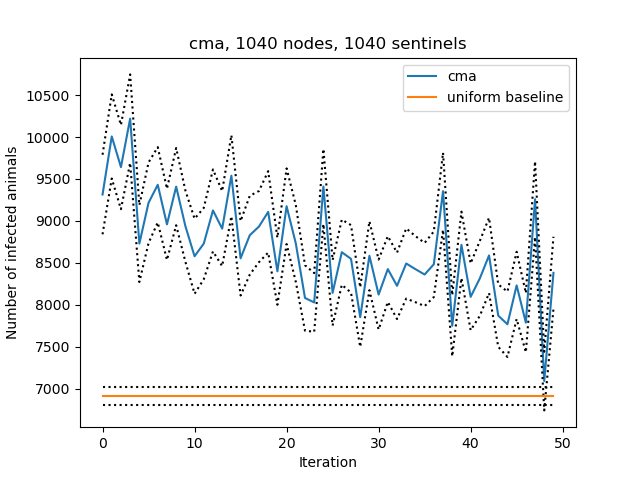 cma, 1040 nodes, 1040 sentinels
cma
uniform baseline
Number of infected animals
10500
10000
9500
9000
8500
8000
7500
7000
0 10 20 30 40 50
Iteration